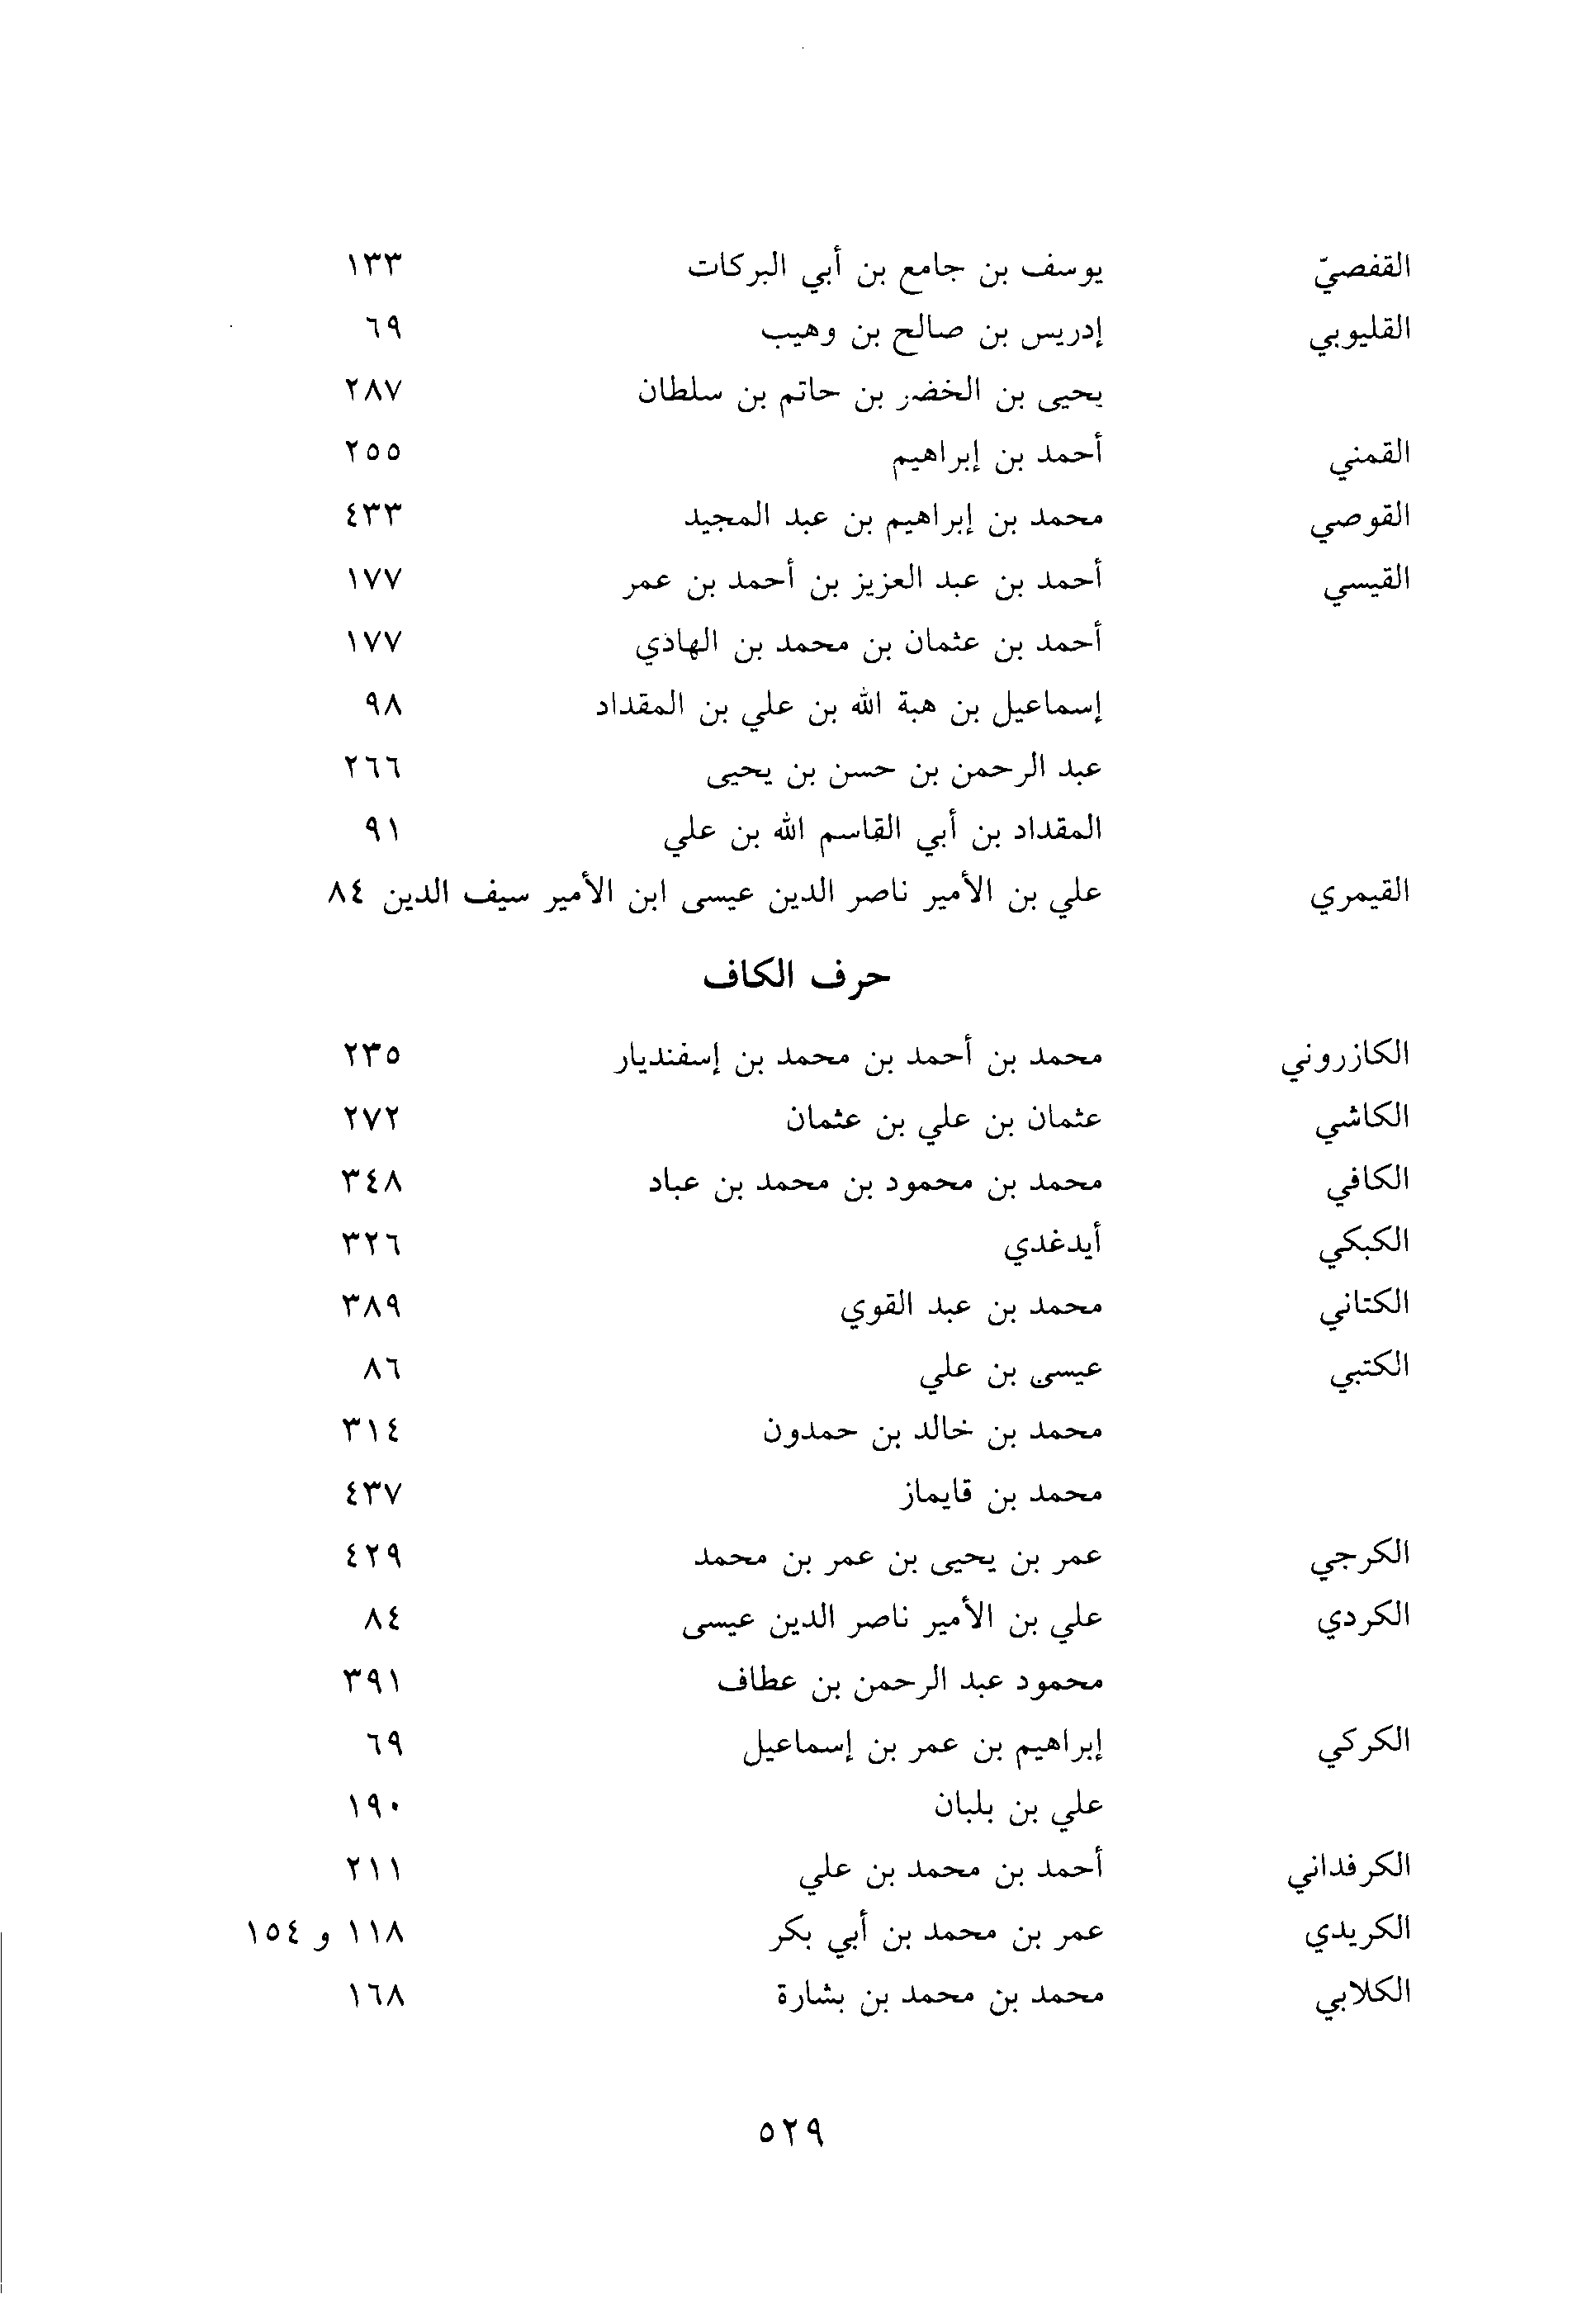 القفصيّ يوسف بن جامع بن أبي البركات ١٣٣
القليوبي إدريس بن صالح بن وهيب ٦٩
يحيى بن الخضر بن حاتم بن سلطان ٢٨٧
القمني أحمد بن إبراهيم ٢٥٥
القوصي محمد بن إبراهيم بن عبد المجيد ٤٣٣
القيسي أحمد بن عبد العزيز بن أحمد بن عمر ١٧٧
أحمد بن عثمان بن محمد بن الهاذي ١٧٧
إسماعيل بن هبة الله بن علي بن المقداد ٩٨
عبد الرحمن بن حسن بن يحيى ٢٦٦
المقداد بن أبي القاسم الله بن علي ٩١
القيمري علي بن الأمير ناصر الدين عيسى ابن الأمير سيف الدين ٨٤
حرف الكاف
الكازروني محمد بن أحمد بن محمد بن إسفنديار ٢٣٥
الكاشي عثمان بن علي بن عثمان ٢٧٢
الكافي محمد بن محمود بن محمد بن عباد ٣٤٨
الكبكي أيدغدي ٣٢٦
الكتاني محمد بن عبد القوي ٣٨٩
الكتبي عيسى بن علي ٨٦
محمد بن خالد بن حمدون ٣١٤
محمد بن قايماز ٤٣٧
الكرجي عمر بن يحيى بن عمر بن محمد ٤٢٩
الكردي علي بن الأمير ناصر الدين عيسى ٨٤
محمود عبد الرحمن بن عطاف ٣٩١
الكركي إبراهيم بن عمر بن إسماعيل ٦٩
علي بن بلبان ١٩٠
الكرفداني أحمد بن محمد بن علي ٢١١
الكريدي عمر بن محمد بن أبي بكر ١١٨ و ١٥٤
الكلابي محمد بن محمد بن بشارة ١٦٨
٥٢٩